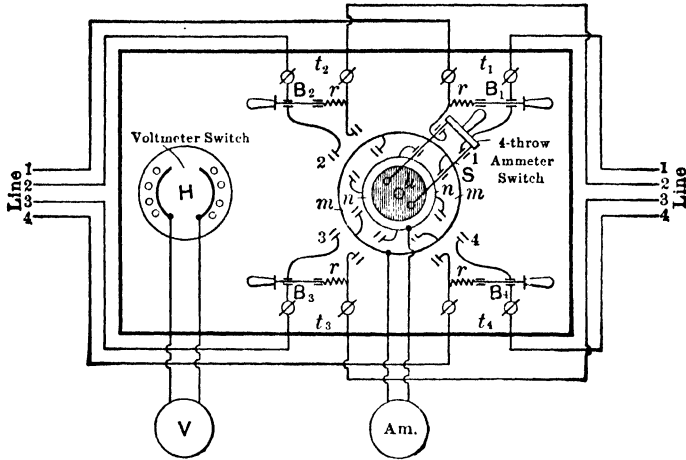 t2
t1
B2
r
r
B1
Voltmeter Switch
2
1
4-throw
Ammeter
Switch
S
H
a
n
n
m
m
Line
1
2
3
4
1
2
3
4
Line
3
4
r
r
B3
B4
t3
t4
V
Am.